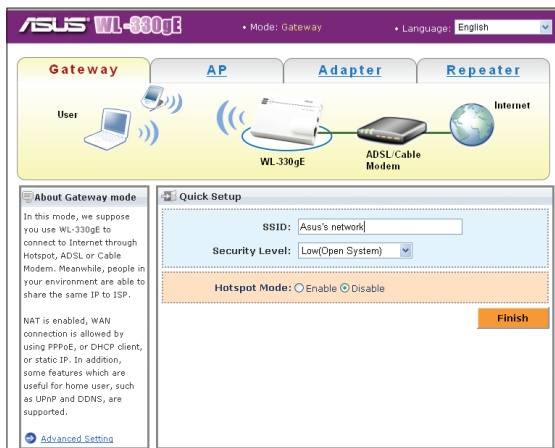 ASUS WL-330gE
• Mode: Gateway
• Language: English
Gateway
AP
Adapter
Repeater
User
Internet
WL-330gE
ADSL/Cable
Modem
About Gateway mode
In this mode, we suppose
you use WL-330gE to
connect to Internet through
Hotspot, ADSL or Cable
Modem. Meanwhile, people in
your environment are able to
share the same IP to ISP.
NAT is enabled, WAN
connection is allowed by
using PPPoE, or DHCP client,
or static IP. In addition,
some features which are
useful for home user, such
as UPnP and DDNS, are
supported.
Advanced Setting
Quick Setup
SSID: Asus's network
Security Level: Low(Open System)
Hotspot Mode: Enable Disable
Finish